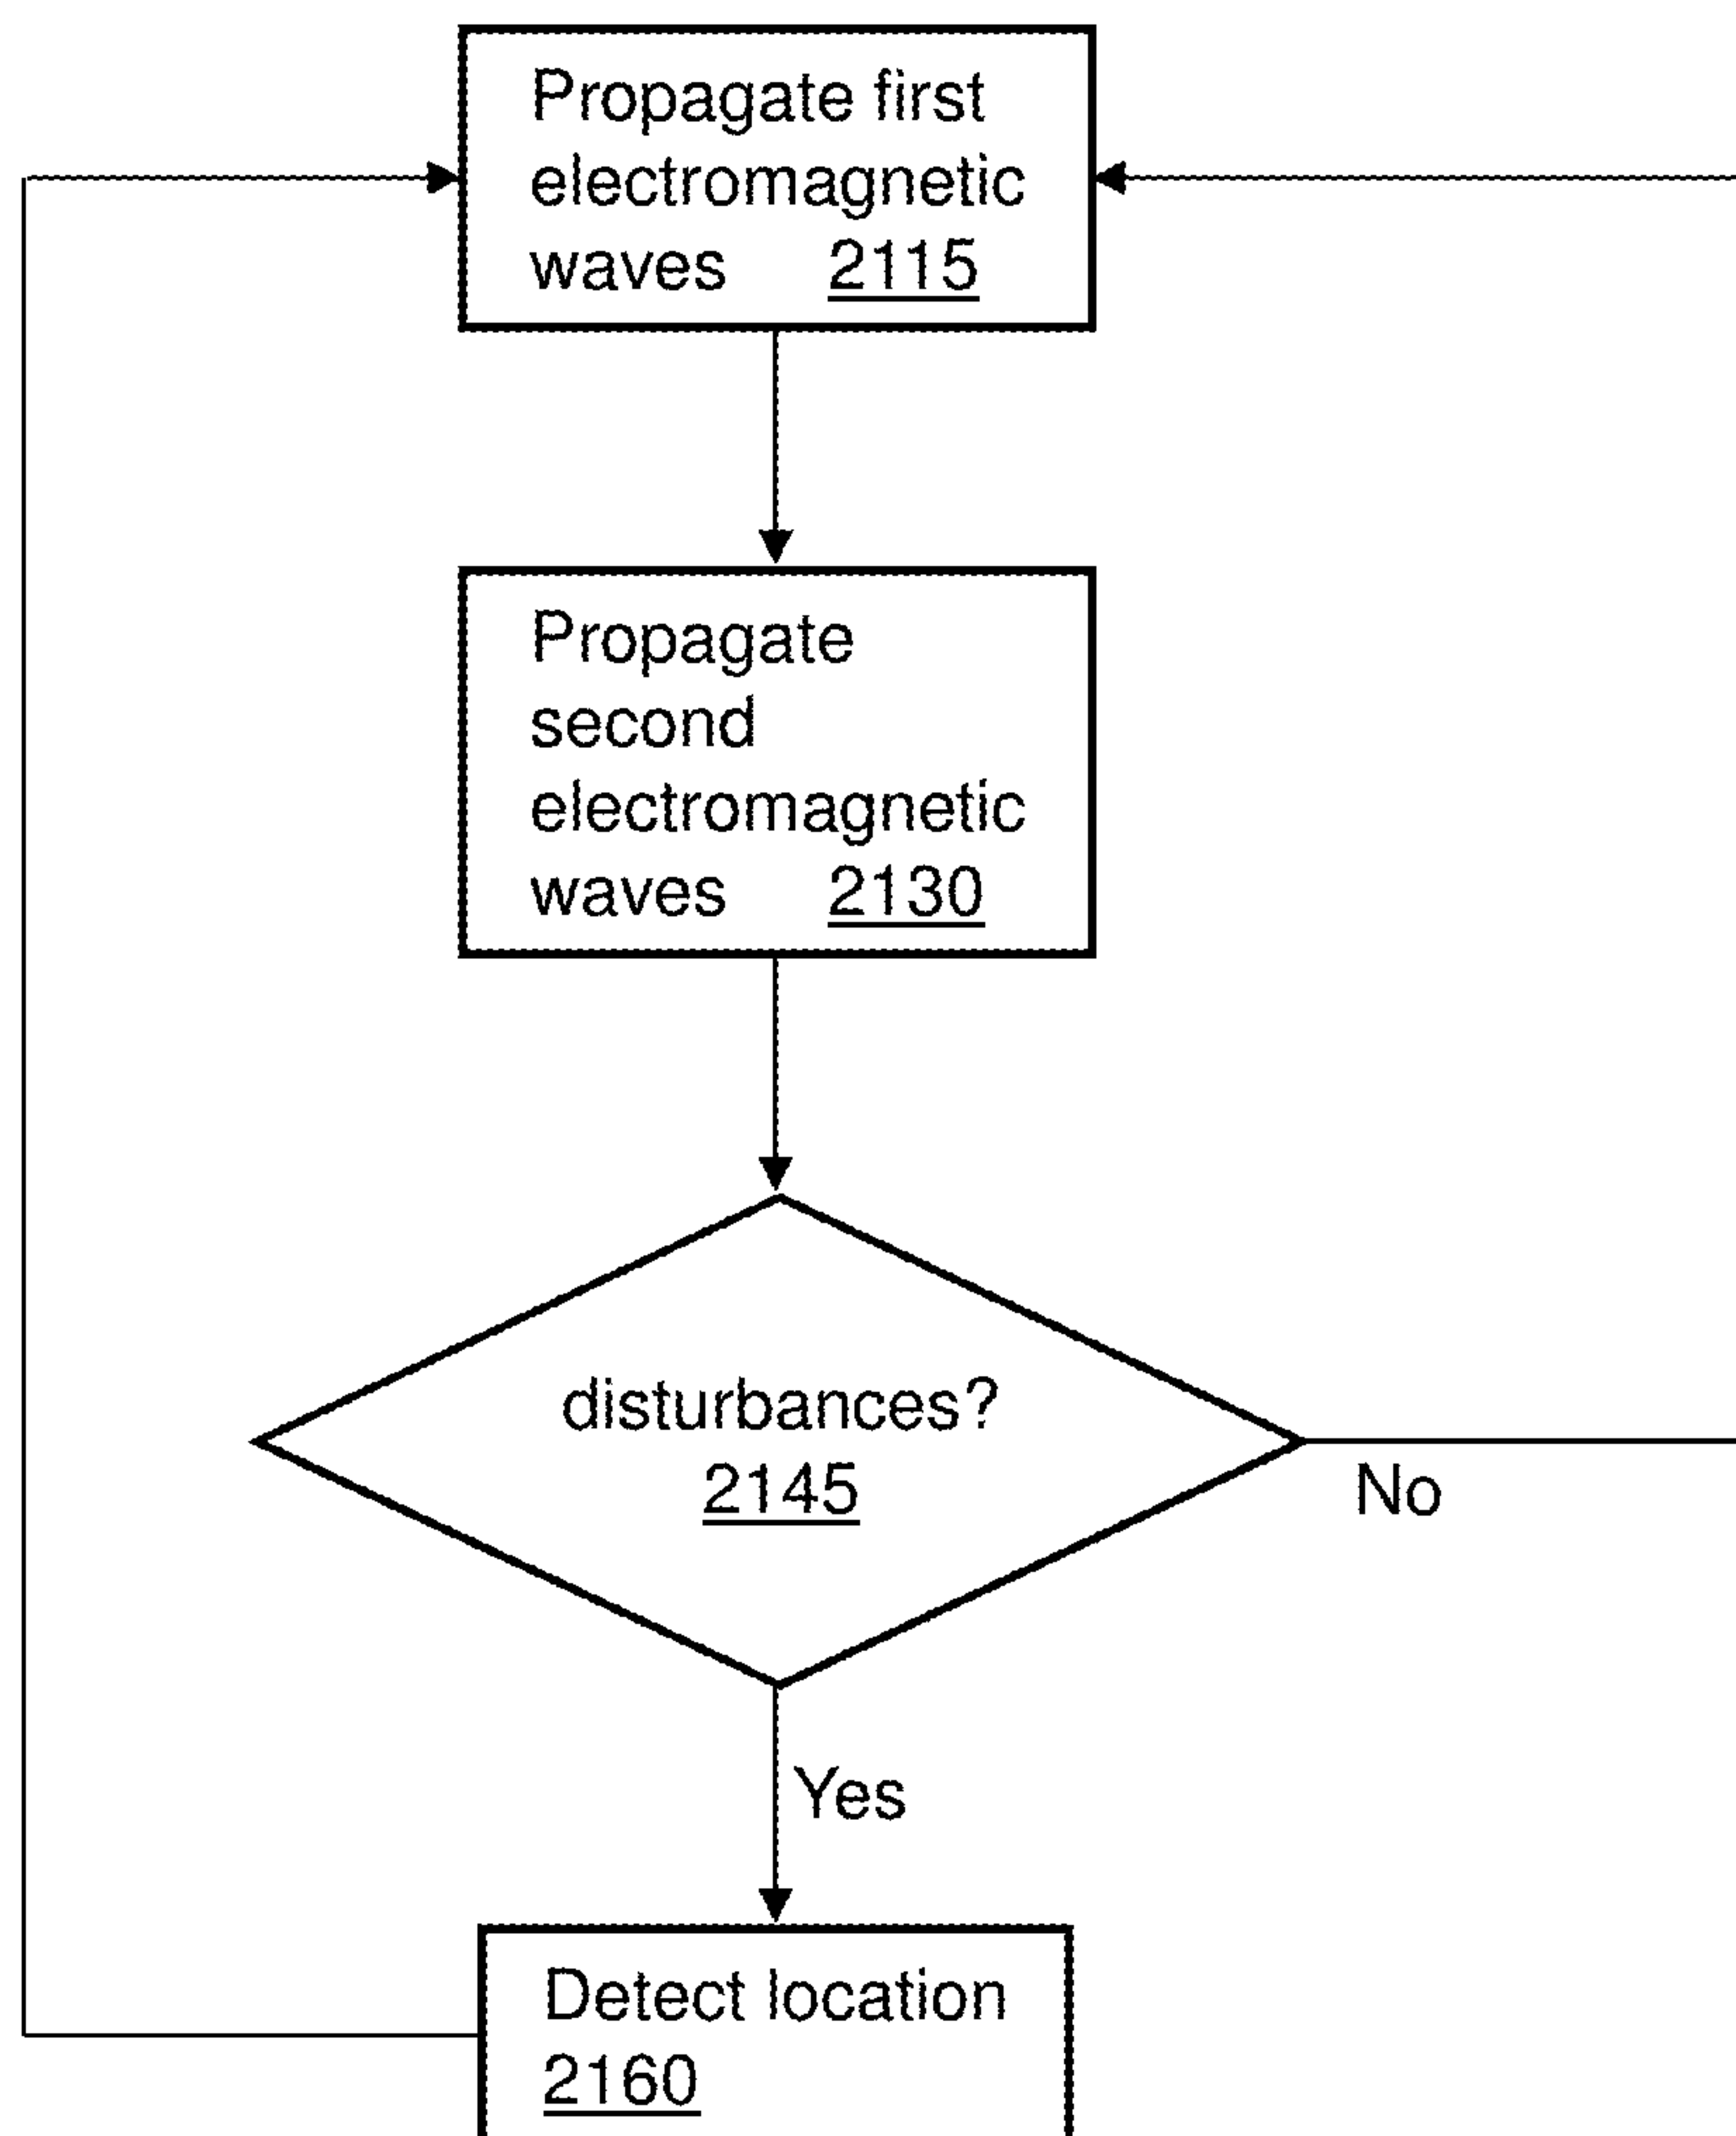 Propagate first
electromagnetic
waves 2115
Propagate
second
electromagnetic
waves 2130
disturbances?
2145
No
Yes
Detect location
2160